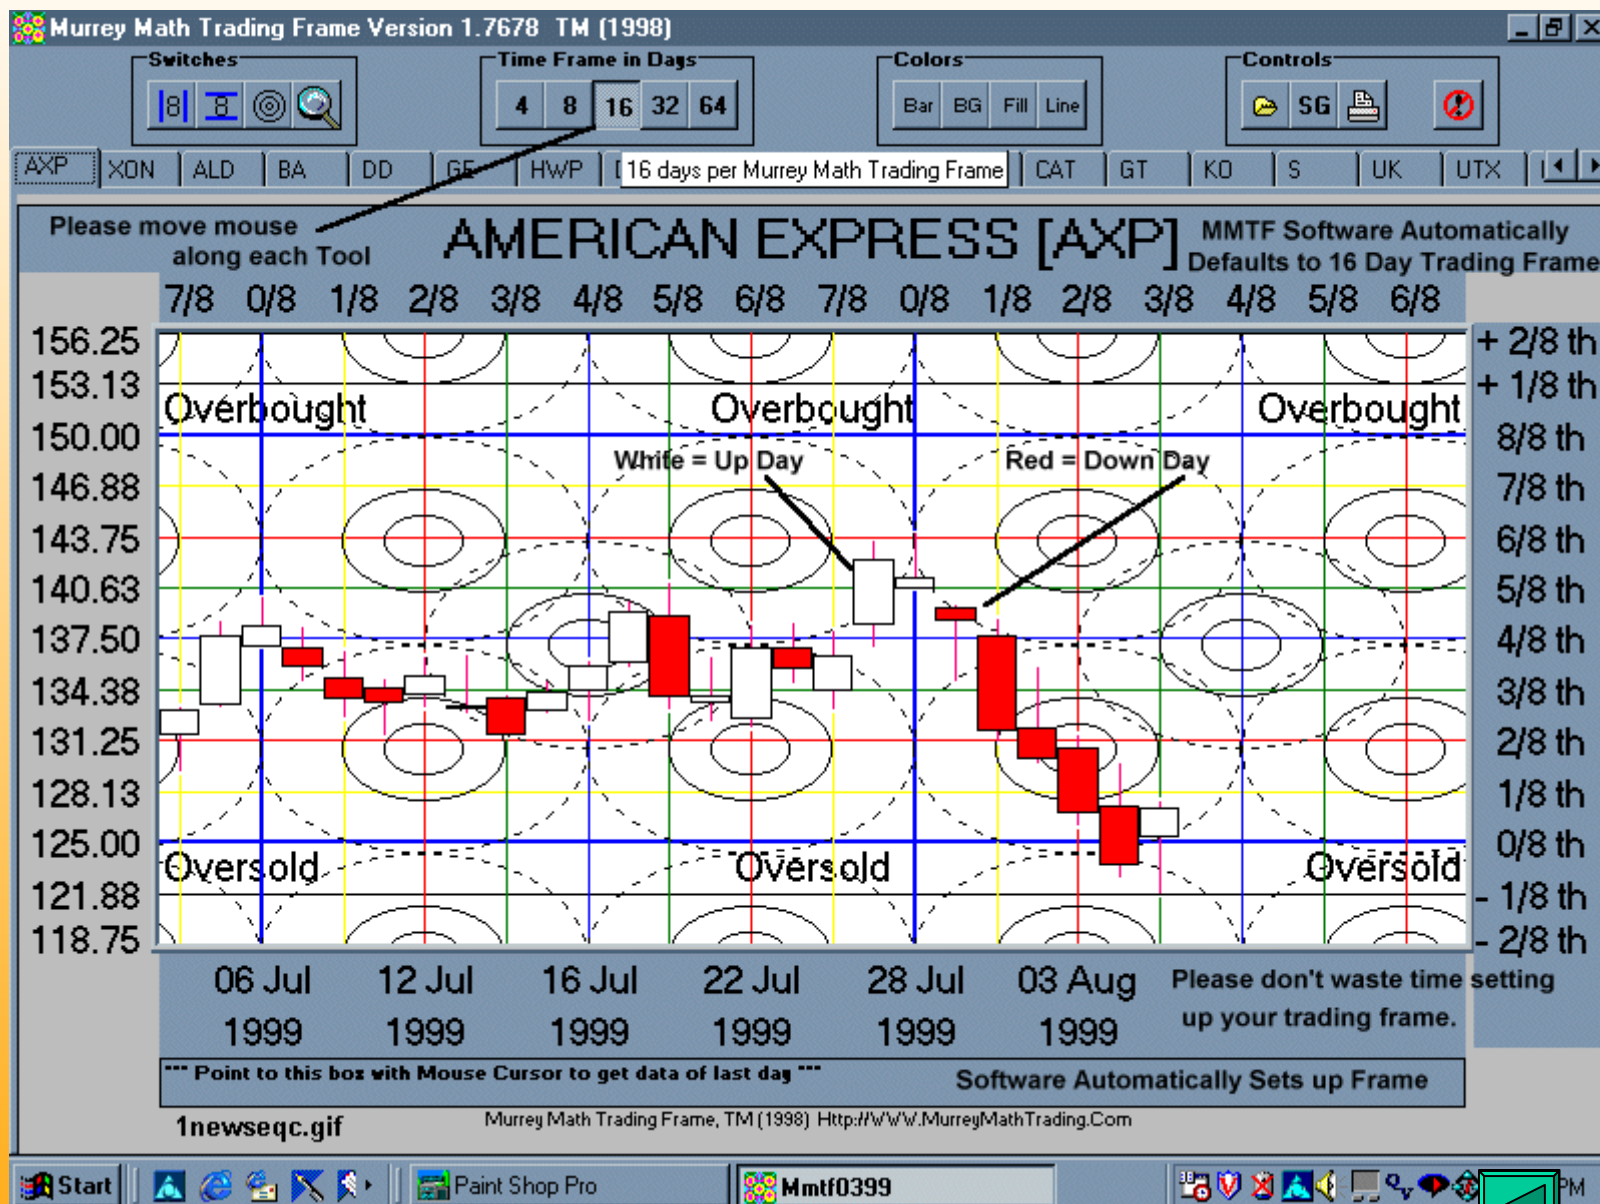 Murrey Math Trading Frame Version 1.7678 TM (1998)
Switches
Time Frame in Days
Colors
Controls
|8| 8
4 8 16 32 64
Bar BG Fill Line
SG
AXP XON ALD BA DD GE HWP 16 days per Murrey Math Trading Frame CAT GT KO S UK UTX
Please move mouse
along each Tool
AMERICAN EXPRESS [AXP]
MMTF Software Automatically
Defaults to 16 Day Trading Frame
7/8 0/8 1/8 2/8 3/8 4/8 5/8 6/8 7/8 0/8 1/8 2/8 3/8 4/8 5/8 6/8
156.25 + 2/8 th
153.13 + 1/8 th
Overbought Overbought Overbought
150.00 8/8 th
White = Up Day Red = Down Day
146.88 7/8 th
143.75 6/8 th
140.63 5/8 th
137.50 4/8 th
134.38 3/8 th
131.25 2/8 th
128.13 1/8 th
125.00 0/8 th
Oversold Oversold Oversold
121.88 - 1/8 th
118.75 - 2/8 th
06 Jul 12 Jul 16 Jul 22 Jul 28 Jul 03 Aug
1999 1999 1999 1999 1999 1999
Please don't waste time setting
up your trading frame.
*** Point to this box with Mouse Cursor to get data of last day ***
Software Automatically Sets up Frame
1newseqc.gif
Murrey Math Trading Frame, TM (1998) Http://WWW.MurreyMathTrading.Com
Start Paint Shop Pro Mmtf0399 PM